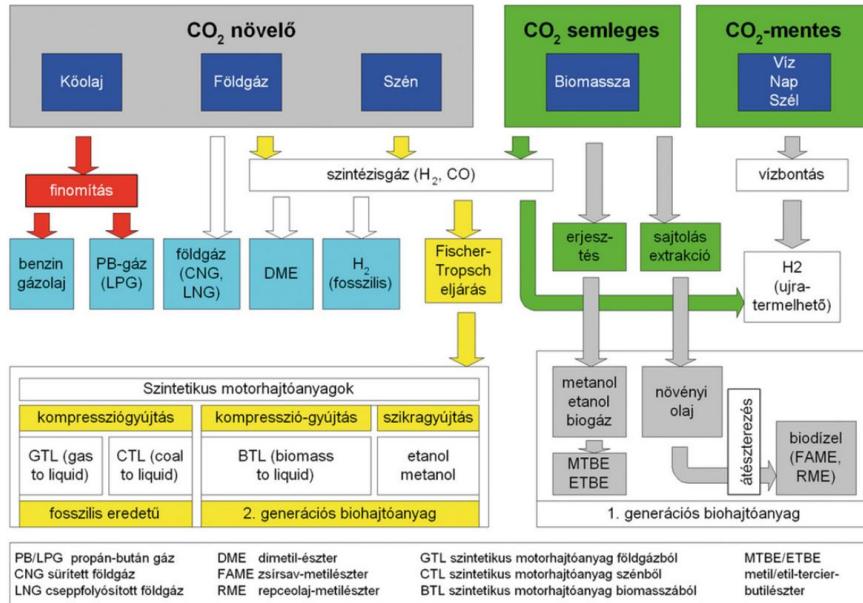 CO₂ növelő
CO₂ semleges
CO₂-mentes
Kőolaj
Földgáz
Szén
Biomassza
Víz
Nap
Szél
szintézisgáz (H₂, CO)
vízbontás
finomítás
benzin
gázolaj
PB-gáz
(LPG)
földgáz
(CNG,
LNG)
DME
H₂
(fosszilis)
Fischer-
Tropsch
eljárás
erjesz-
tés
sajtolás
extrakció
H2
(ujra-
termelhető)
Szintetikus motorhajtóanyagok
kompressziógyújtás
kompresszió-gyújtás
szikragyújtás
GTL (gas
to liquid)
CTL (coal
to liquid)
BTL (biomass
to liquid)
etanol
metanol
fosszilis eredetű
2. generációs biohajtóanyag
metanol
etanol
biogáz
növényi
olaj
MTBE
ETBE
átészterezés
biodízel
(FAME,
RME)
1. generációs biohajtóanyag
PB/LPG propán-bután gáz
CNG sürített földgáz
LNG cseppfolyósított földgáz
DME dimetil-észter
FAME zsírsav-metilészter
RME repceolaj-metilészter
GTL szintetikus motorhajtóanyag földgázból
CTL szintetikus motorhajtóanyag szénből
BTL szintetikus motorhajtóanyag biomasszából
MTBE/ETBE
metil/etil-tercier-
butilészter